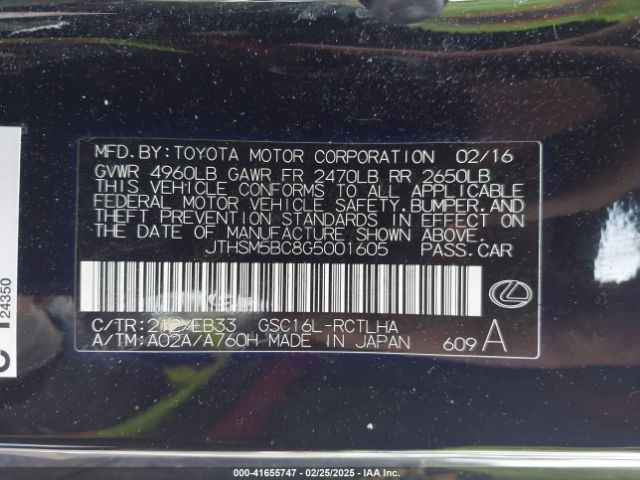 MFD.BY:TOYOTA MOTOR CORPORATION 02/16
GVWR 4960LB GAWR FR 2470LB RR 2650LB
THIS VEHICLE CONFORMS TO ALL APPLICABLE
FEDERAL MOTOR VEHICLE SAFETY,BUMPER,AND
THEFT PREVENTION STANDARDS IN EFFECT ON
THE DATE OF MANUFACTURE SHOWN ABOVE.
JTHSM5BC8G5001605 PASS.CAR
C/TR:212/EB33 GSC16L-RCTLHA
A/TM:A02A/A760H MADE IN JAPAN 609 A
24350
000-41655747 - 02/25/2025 - IAA Inc.